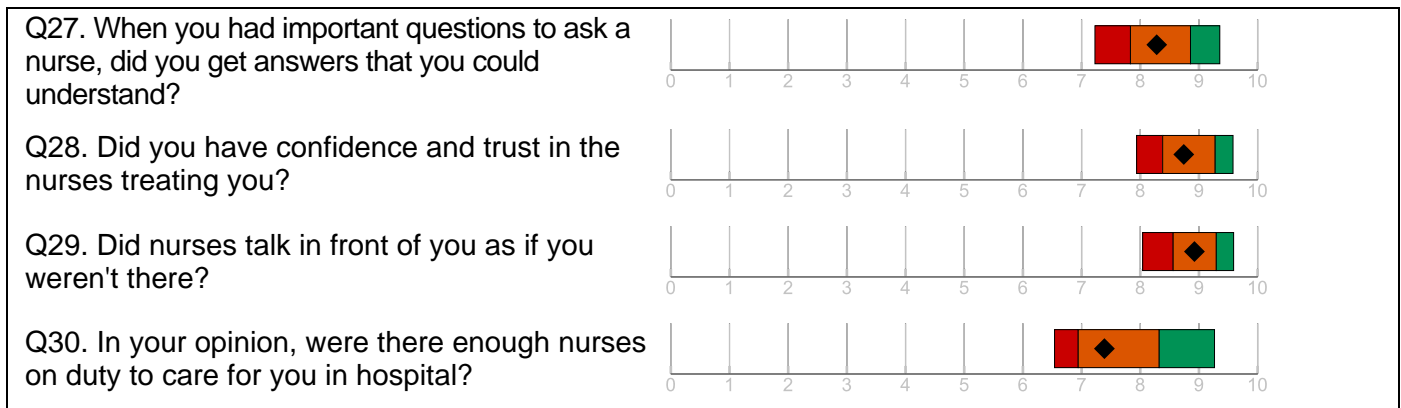 Q27. When you had important questions to ask a
nurse, did you get answers that you could
understand?
0 1 2 3 4 5 6 7 8 9 10
Q28. Did you have confidence and trust in the
nurses treating you?
0 1 2 3 4 5 6 7 8 9 10
Q29. Did nurses talk in front of you as if you
weren't there?
0 1 2 3 4 5 6 7 8 9 10
Q30. In your opinion, were there enough nurses
on duty to care for you in hospital?
0 1 2 3 4 5 6 7 8 9 10